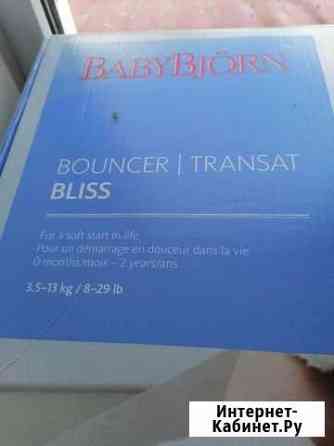 BABYBJÖRN
BOUNCER | TRANSAT
BLISS
For a soft start in life
Pour un démarrage en douceur dans la vie
0 months/mois – 2 years/ans
3.5–13 kg / 8–29 lb
Интернет-
Кабинет.Ру